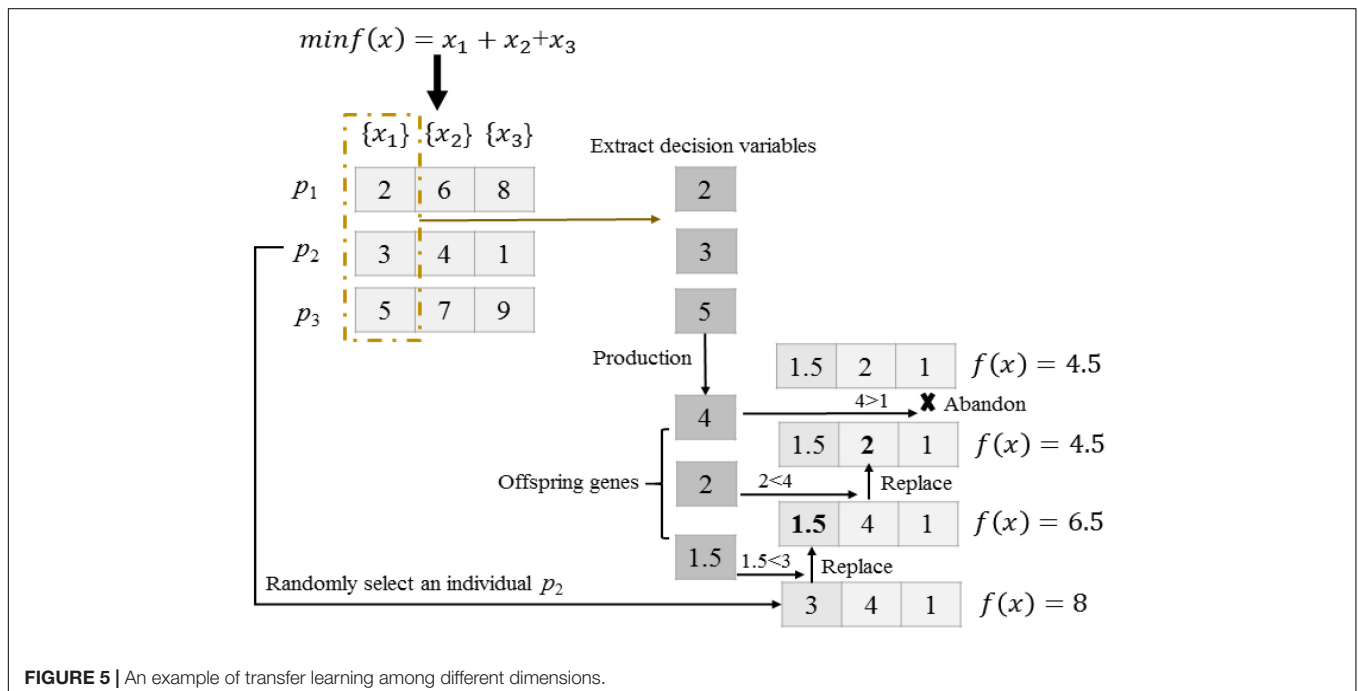 minf(x) = x₁ + x₂+x₃
{x₁} {x₂} {x₃}
Extract decision variables
p₁ 2 6 8 2
p₂ 3 4 1 3
p₃ 5 7 9 5
Production
1.5 2 1 f(x) = 4.5
4 4>1 ✘ Abandon
1.5 2 1 f(x) = 4.5
Offspring genes 2 2<4 Replace
1.5 4 1 f(x) = 6.5
1.5 1.5<3 Replace
Randomly select an individual p₂
3 4 1 f(x) = 8
FIGURE 5 | An example of transfer learning among different dimensions.